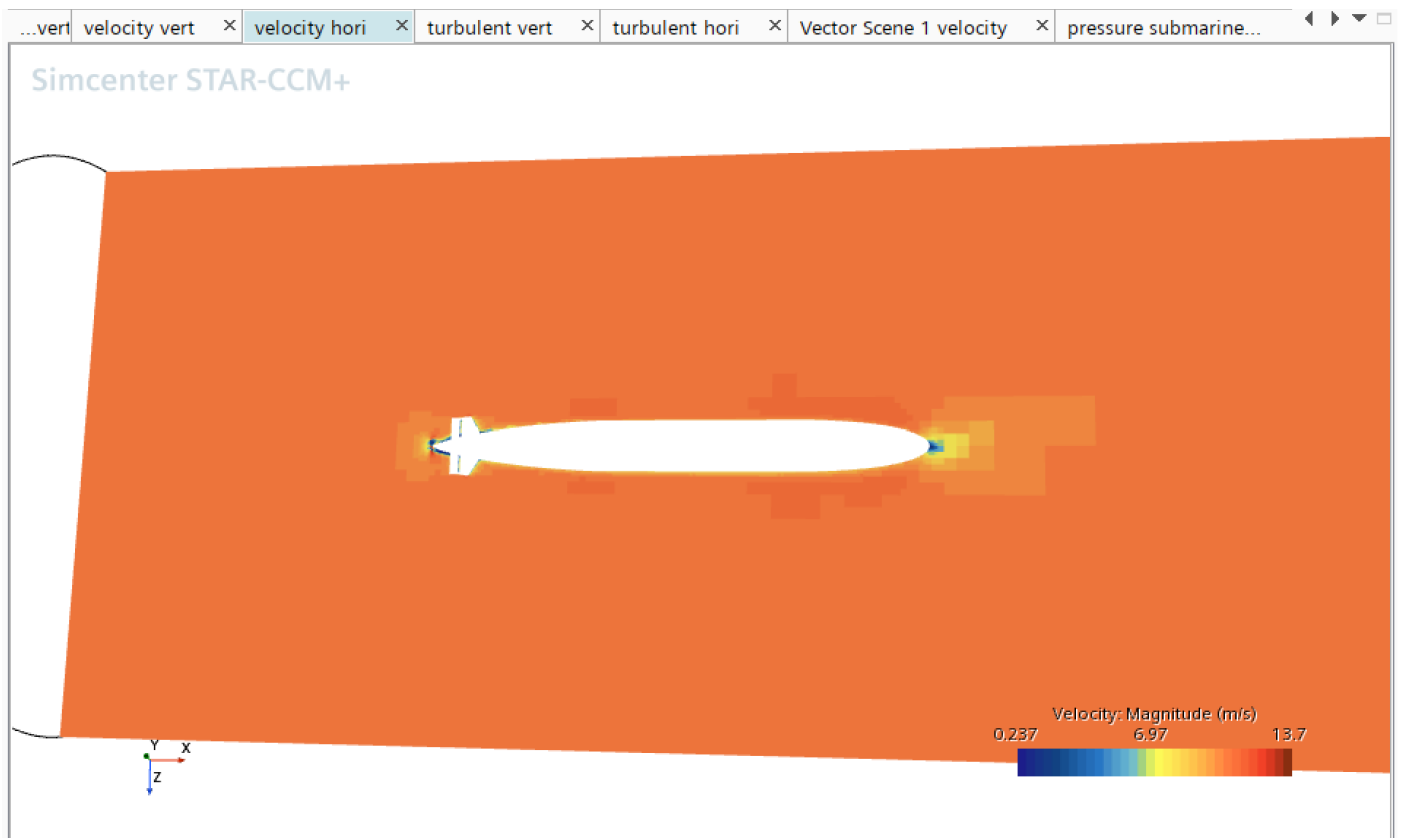 ...vert velocity vert × velocity hori × turbulent vert × turbulent hori × Vector Scene 1 velocity × pressure submarine...
Simcenter STAR-CCM+
Velocity: Magnitude (m/s)
0.237 6.97 13.7
Y X
Z